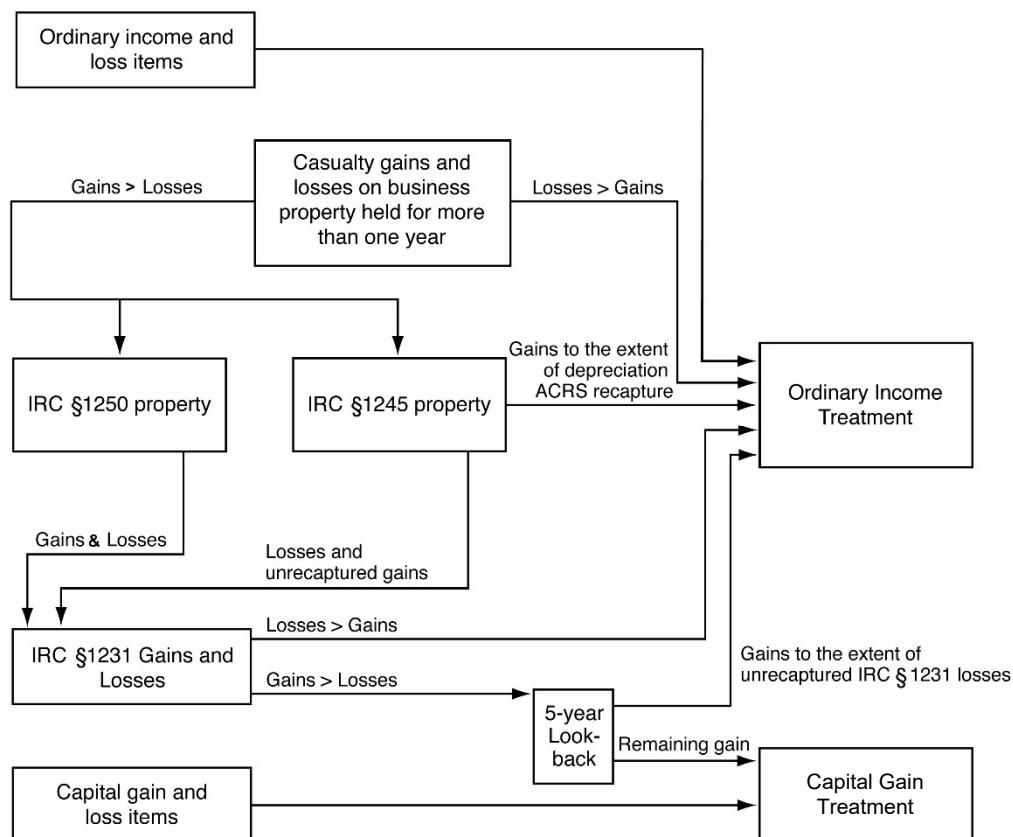 Ordinary income and
loss items
Casualty gains and
losses on business
property held for more
than one year
Gains > Losses
Losses > Gains
IRC §1250 property
IRC §1245 property
Gains to the extent
of depreciation
ACRS recapture
Ordinary Income
Treatment
Gains & Losses
Losses and
unrecaptured gains
IRC §1231 Gains and
Losses
Losses > Gains
Gains > Losses
5-year
Look-
back
Gains to the extent of
unrecaptured IRC § 1231 losses
Remaining gain
Capital gain and
loss items
Capital Gain
Treatment